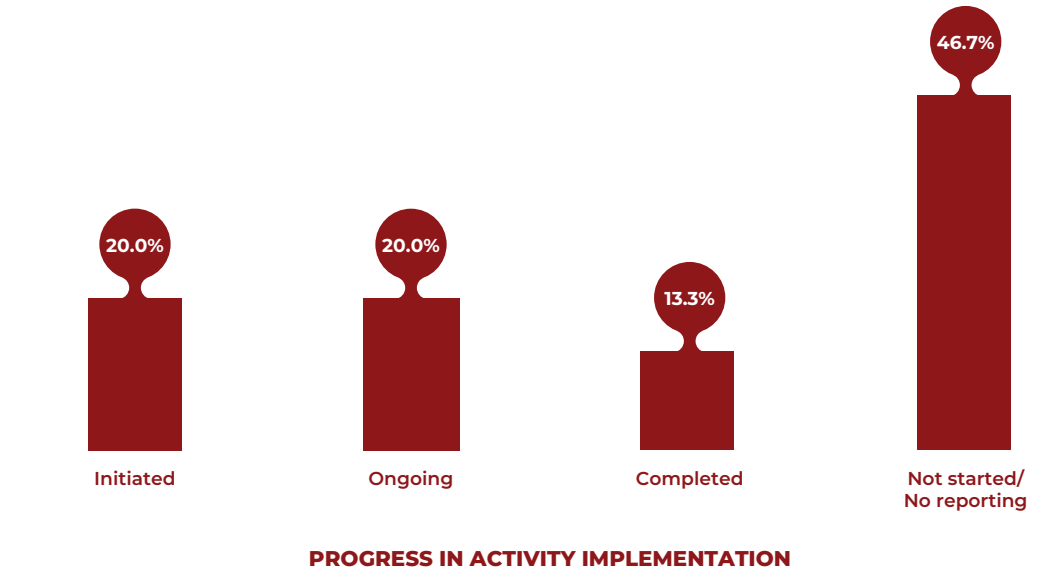 46.7%
20.0%
20.0%
13.3%
Initiated
Ongoing
Completed
Not started/
No reporting
PROGRESS IN ACTIVITY IMPLEMENTATION